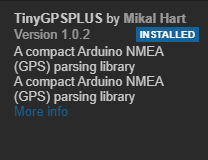 TinyGPSPLUS by Mikal Hart
Version 1.0.2 INSTALLED
A compact Arduino NMEA
(GPS) parsing library
A compact Arduino NMEA
(GPS) parsing library
More info